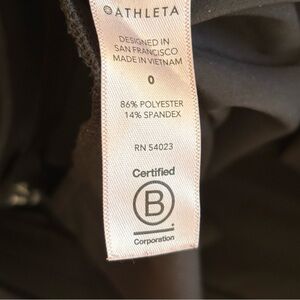 ATHLETA
DESIGNED IN
SAN FRANCISCO
MADE IN VIETNAM
0
86% POLYESTER
14% SPANDEX
RN 54023
Certified
B
Corporation